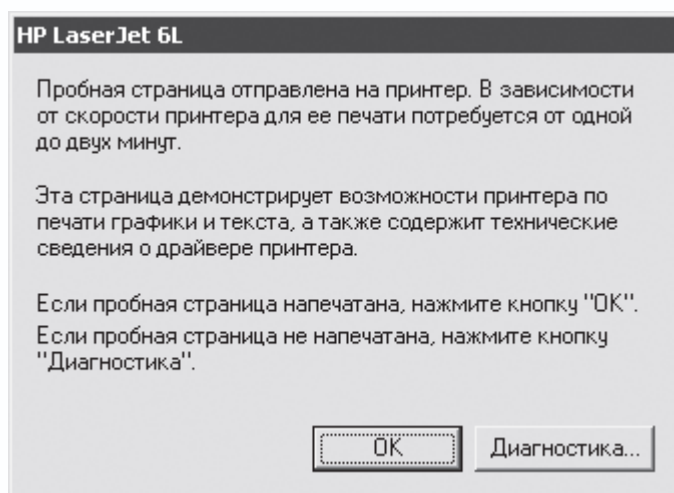 HP LaserJet 6L
Пробная страница отправлена на принтер. В зависимости
от скорости принтера для ее печати потребуется от одной
до двух минут.
Эта страница демонстрирует возможности принтера по
печати графики и текста, а также содержит технические
сведения о драйвере принтера.
Если пробная страница напечатана, нажмите кнопку "OK".
Если пробная страница не напечатана, нажмите кнопку
"Диагностика".
OK
Диагностика...